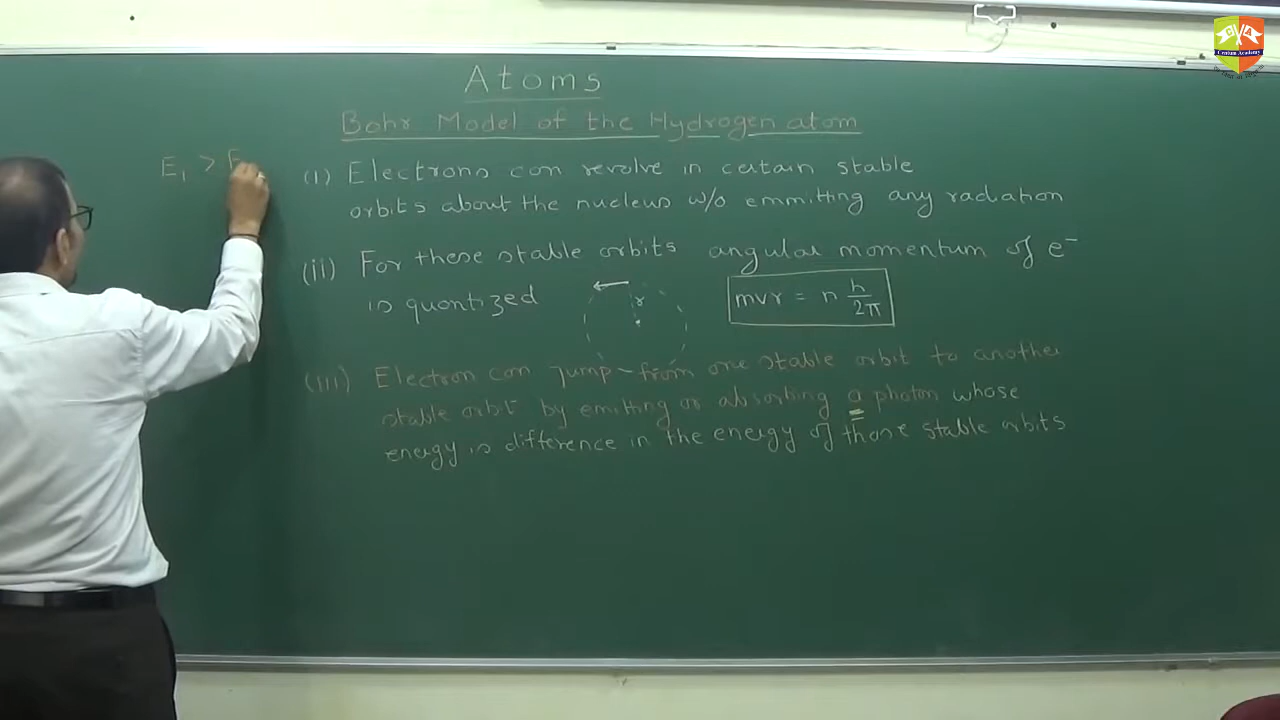 Atoms
Bohr Model of the Hydrogen atom
E₁ > E
(i) Electrons can revolve in certain stable
orbits about the nucleus w/o emmitting any radiation
(ii) For these stable orbits angular momentum of e⁻
is quantized
r
mvr = n h/2π
(iii) Electron can jump from one stable orbit to another
stable orbit by emitting or absorbing a photon whose
energy is difference in the energy of those stable orbits
Centum Academy